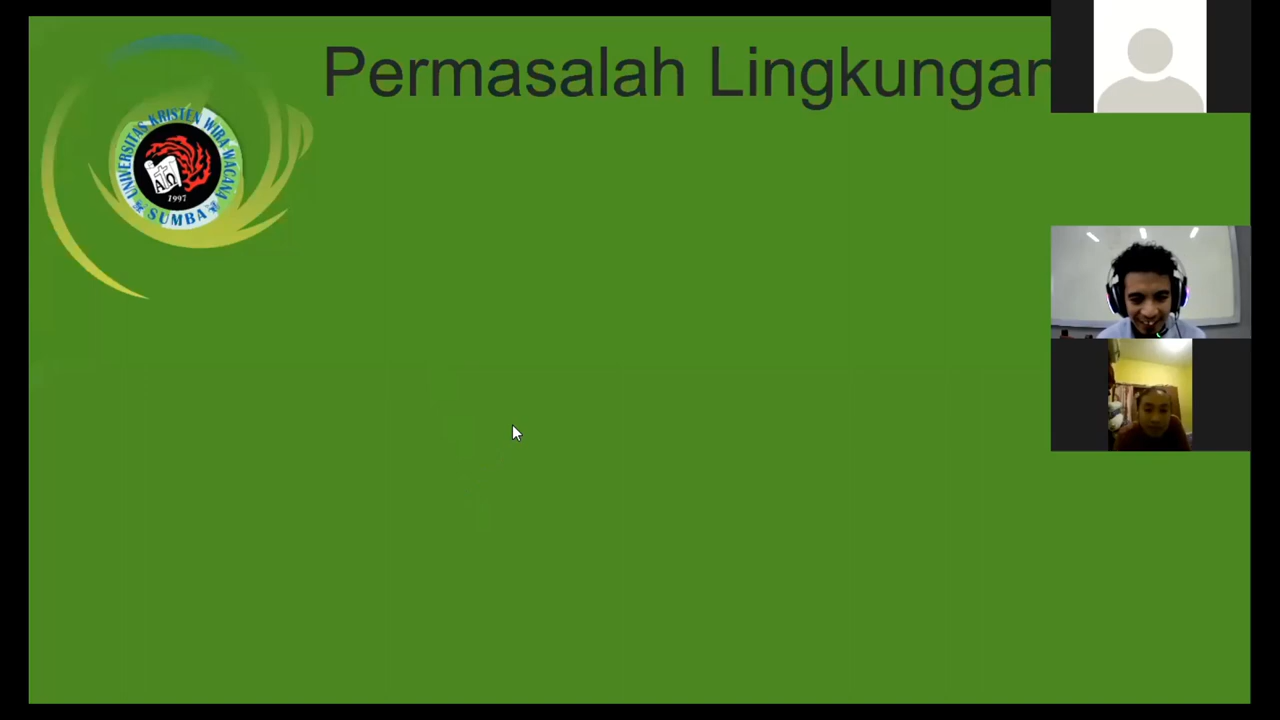 Permasalah Lingkungan
UNIVERSITAS KRISTEN WIRA WACANA
SUMBA
Α Ω
1997